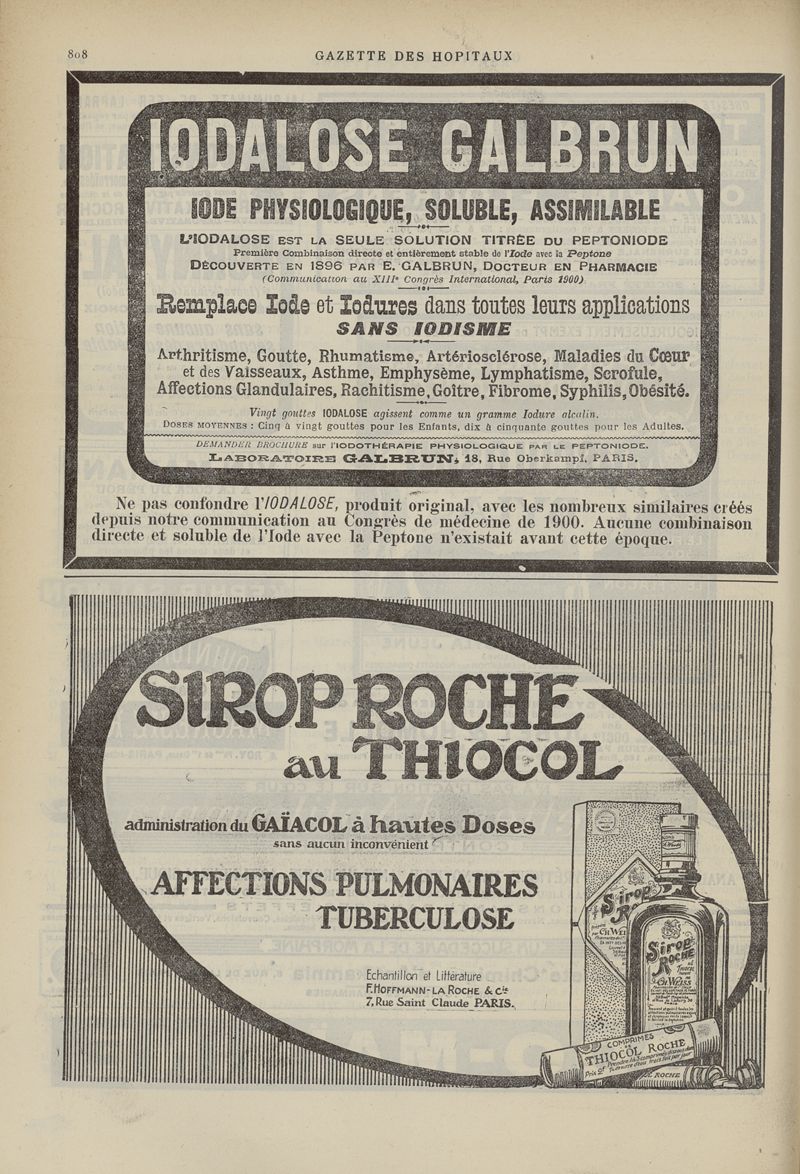 808
GAZETTE DES HOPITAUX
IODALOSE GALBRUN
IODE PHYSIOLOGIQUE, SOLUBLE, ASSIMILABLE
L'IODALOSE EST LA SEULE SOLUTION TITRÉE DU PEPTONIODE
Première Combinaison directe et entièrement stable de l'Iode avec la Peptone
DÉCOUVERTE EN 1896 PAR E. GALBRUN, DOCTEUR EN PHARMACIE
(Communication au XIIIe Congrès International, Paris 1900)
Remplace Iode et Iodures dans toutes leurs applications
SANS IODISME
Arthritisme, Goutte, Rhumatisme, Artériosclérose, Maladies du Cœur
et des Vaisseaux, Asthme, Emphysème, Lymphatisme, Scrofule,
Affections Glandulaires, Rachitisme, Goître, Fibrome, Syphilis, Obésité.
Vingt gouttes IODALOSE agissent comme un gramme Iodure alcalin.
DOSES MOYENNES : Cinq à vingt gouttes pour les Enfants, dix à cinquante gouttes pour les Adultes.
DEMANDER BROCHURE sur l'IODOTHÉRAPIE PHYSIOLOGIQUE PAR LE PEPTONIODE.
LABORATOIRE GALBRUN, 18, Rue Oberkampf, PARIS.
Ne pas confondre l'IODALOSE, produit original, avec les nombreux similaires créés
depuis notre communication au Congrès de médecine de 1900. Aucune combinaison
directe et soluble de l'Iode avec la Peptone n'existait avant cette époque.
SIROP ROCHE
au THIOCOL
administration du GAÏACOL à hautes Doses
sans aucun inconvénient
AFFECTIONS PULMONAIRES
TUBERCULOSE
Echantillon et Littérature
F. HOFFMANN-LA ROCHE & Cie
7, Rue Saint Claude PARIS.
Sirop
Sirop
ROCHE
au
THIOCOL
CH. WEISS
COMPRIMÉS
THIOCOL ROCHE
ROCHE